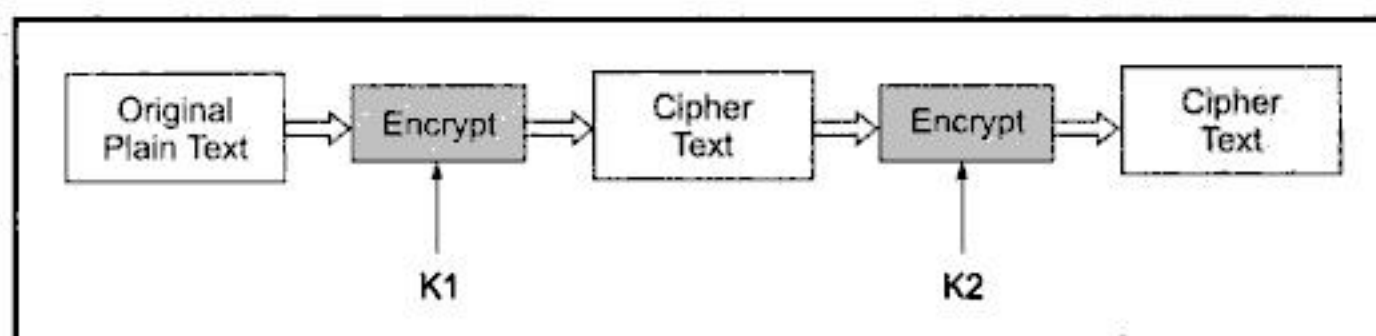 Original
Plain Text
Encrypt
Cipher
Text
Encrypt
Cipher
Text
K1
K2